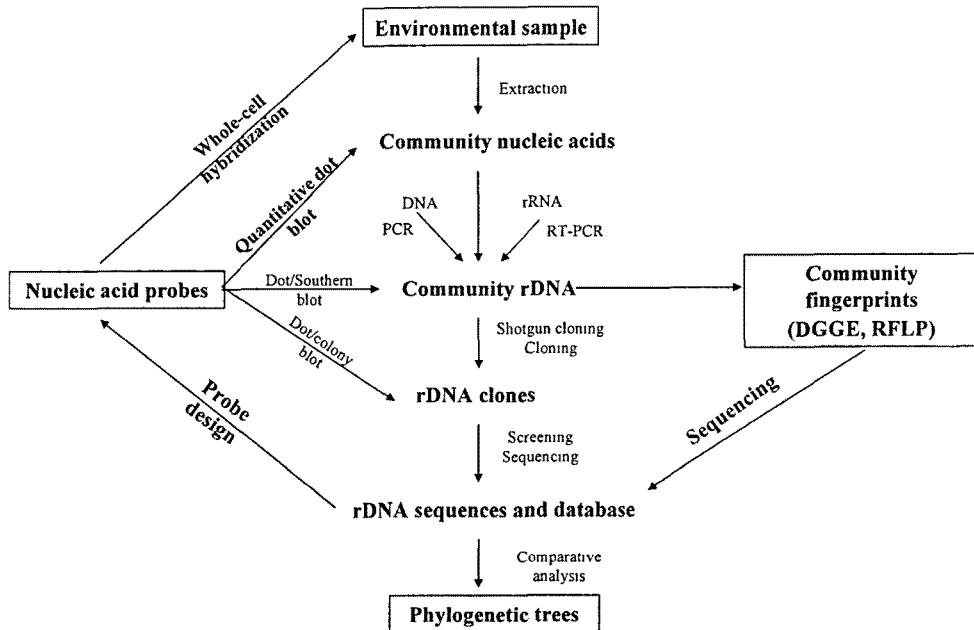 Environmental sample
Extraction
Whole-cell
hybridization
Community nucleic acids
Quantitative dot
blot
DNA
PCR
rRNA
RT-PCR
Nucleic acid probes
Dot/Southern
blot
Community rDNA
Community
fingerprints
(DGGE, RFLP)
Dot/colony
blot
Shotgun cloning
Cloning
rDNA clones
Probe
design
Screening
Sequencing
Sequencing
rDNA sequences and database
Comparative
analysis
Phylogenetic trees